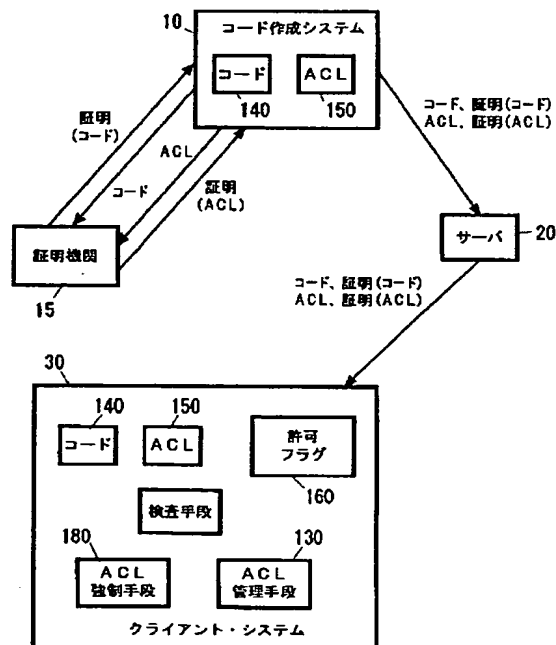 10
コード作成システム
コード
ACL
140
150
証明
(コード)
ACL
コード
証明
(ACL)
コード、証明(コード)
ACL、証明(ACL)
証明機関
15
サーバ
20
コード、証明(コード)
ACL、証明(ACL)
30
140
150
コード
ACL
許可
フラグ
160
検査手段
180
130
ACL
強制手段
ACL
管理手段
クライアント・システム